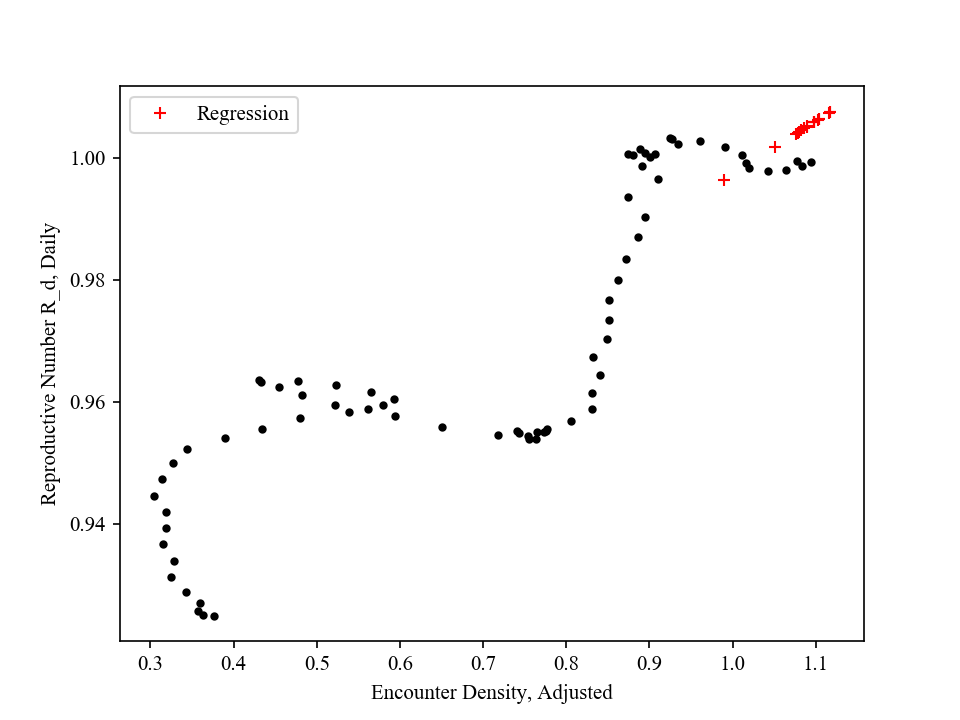 Regression
1.00
0.98
0.96
0.94
Reproductive Number R_d, Daily
0.3 0.4 0.5 0.6 0.7 0.8 0.9 1.0 1.1
Encounter Density, Adjusted